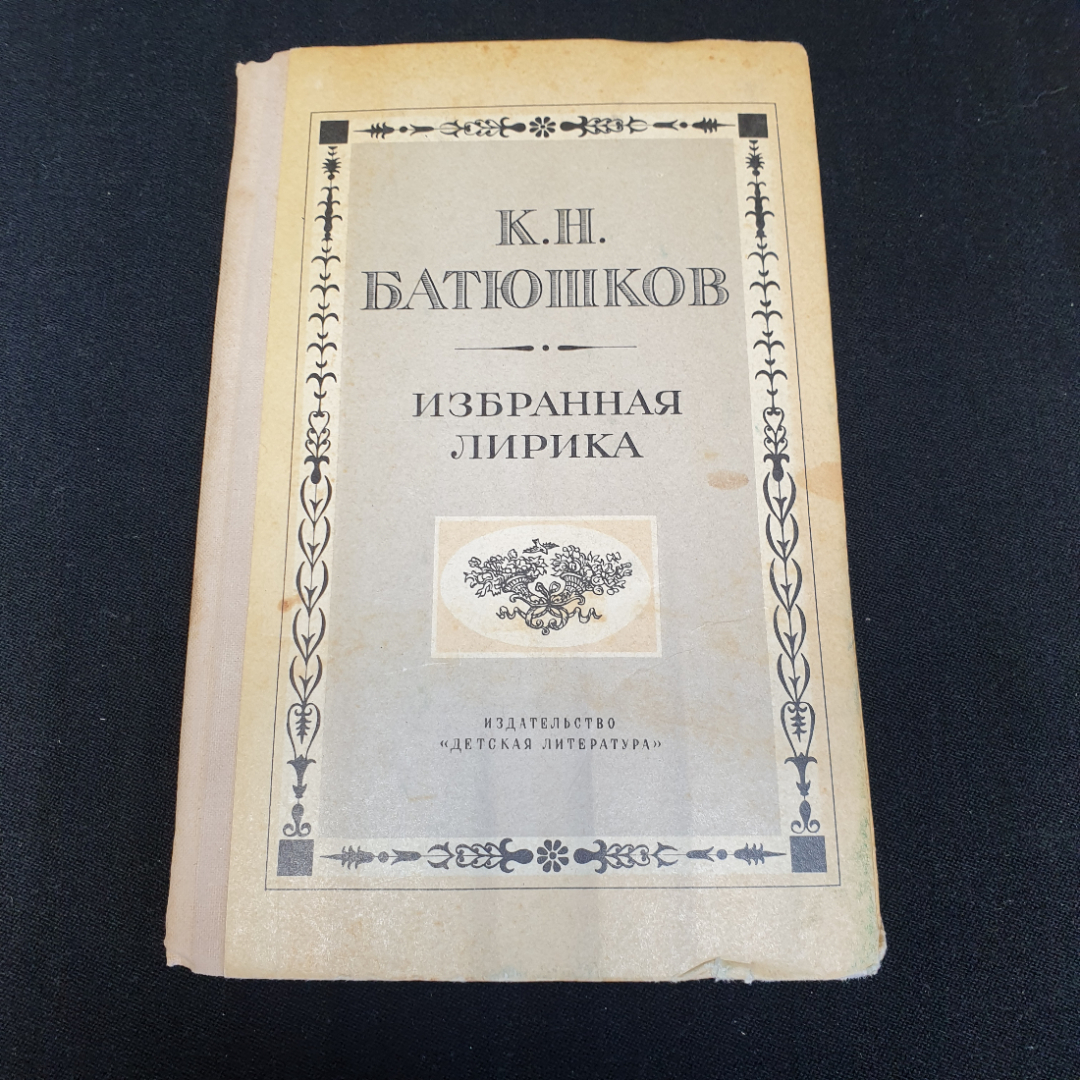 К.Н.
БАТЮШКОВ
ИЗБРАННАЯ
ЛИРИКА
ИЗДАТЕЛЬСТВО
«ДЕТСКАЯ ЛИТЕРАТУРА»